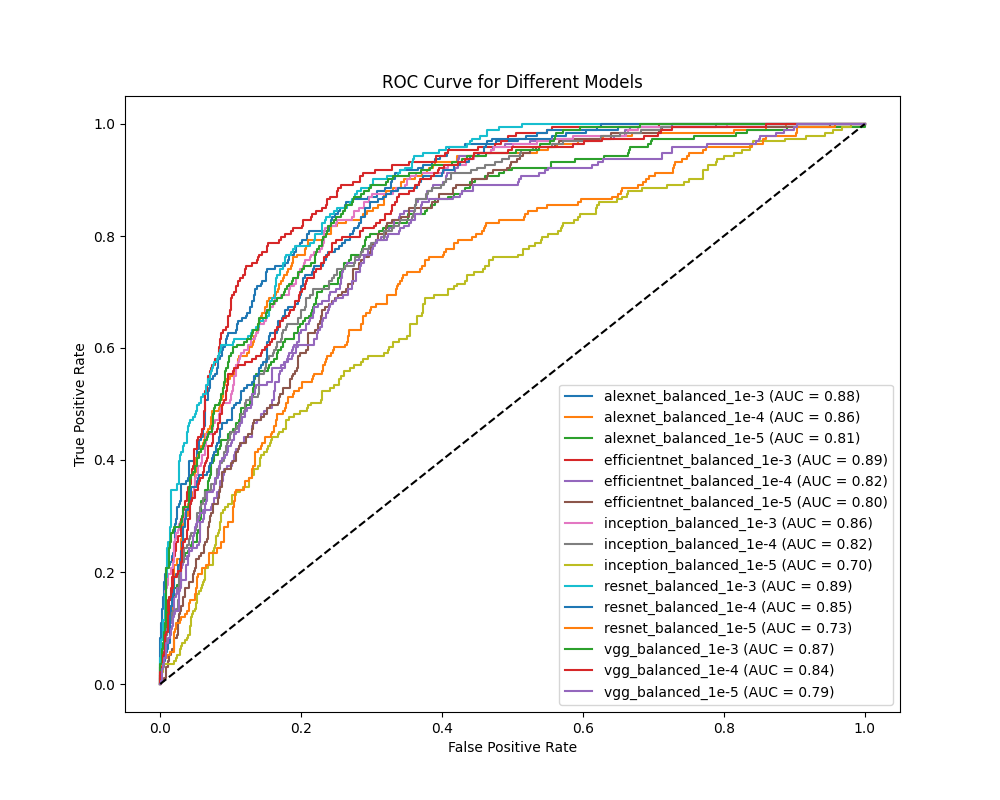 ROC Curve for Different Models
True Positive Rate
1.0
0.8
0.6
0.4
0.2
0.0
alexnet_balanced_1e-3 (AUC = 0.88)
alexnet_balanced_1e-4 (AUC = 0.86)
alexnet_balanced_1e-5 (AUC = 0.81)
efficientnet_balanced_1e-3 (AUC = 0.89)
efficientnet_balanced_1e-4 (AUC = 0.82)
efficientnet_balanced_1e-5 (AUC = 0.80)
inception_balanced_1e-3 (AUC = 0.86)
inception_balanced_1e-4 (AUC = 0.82)
inception_balanced_1e-5 (AUC = 0.70)
resnet_balanced_1e-3 (AUC = 0.89)
resnet_balanced_1e-4 (AUC = 0.85)
resnet_balanced_1e-5 (AUC = 0.73)
vgg_balanced_1e-3 (AUC = 0.87)
vgg_balanced_1e-4 (AUC = 0.84)
vgg_balanced_1e-5 (AUC = 0.79)
0.0 0.2 0.4 0.6 0.8 1.0
False Positive Rate